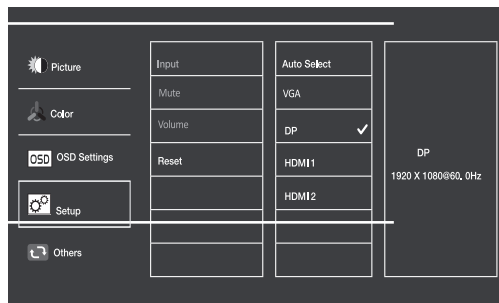 Picture
Color
OSD OSD Settings
Setup
Others
Input
Mute
Volume
Reset
Auto Select
VGA
DP
HDMI1
HDMI2
DP
1920 X 1080@60. 0Hz